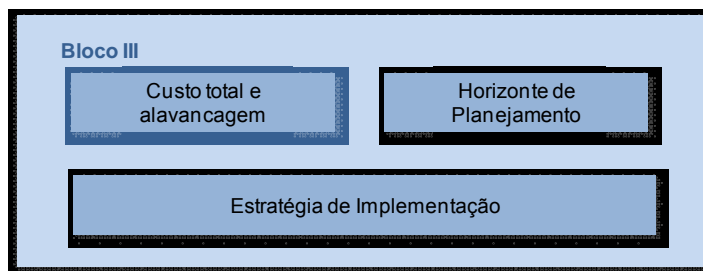 Bloco III
Custo total e
alavancagem
Horizonte de
Planejamento
Estratégia de Implementação